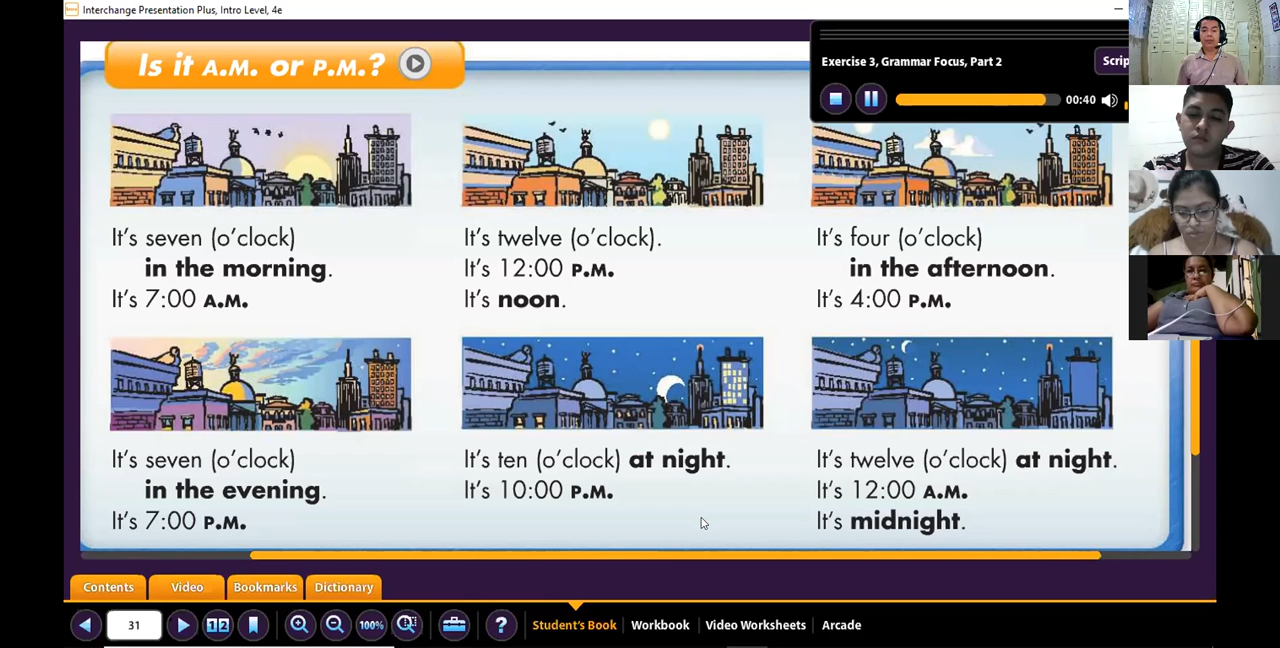 Interchange Presentation Plus, Intro Level, 4e
Is it A.M. or P.M.?
Exercise 3, Grammar Focus, Part 2
Scrip
00:40
It's seven (o'clock)
in the morning.
It's 7:00 A.M.
It's twelve (o'clock).
It's 12:00 P.M.
It's noon.
It's four (o'clock)
in the afternoon.
It's 4:00 P.M.
It's seven (o'clock)
in the evening.
It's 7:00 P.M.
It's ten (o'clock) at night.
It's 10:00 P.M.
It's twelve (o'clock) at night.
It's 12:00 A.M.
It's midnight.
Contents Video Bookmarks Dictionary
31 12 100% ? Student's Book Workbook Video Worksheets Arcade